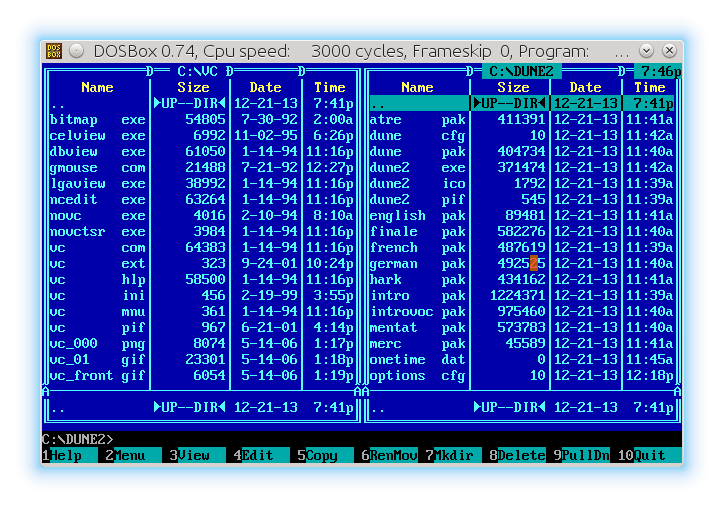 DOS BOX DOSBox 0.74, Cpu speed: 3000 cycles, Frameskip 0, Program: ...
D= C:\VC D D D= C:\DUNE2 D= 7:46p
Name Size Date Time Name Size Date Time
.. ►UP--DIR◄ 12-21-13 7:41p .. ►UP--DIR◄ 12-21-13 7:41p
bitmap exe 54805 7-30-92 2:00a atre pak 411391 12-21-13 11:41a
celview exe 6992 11-02-95 6:26p dune cfg 10 12-21-13 11:42a
dbview exe 61050 1-14-94 11:16p dune pak 404734 12-21-13 11:40a
gmouse com 21488 7-21-92 12:27p dune2 exe 371474 12-21-13 11:42a
lgaview exe 38992 1-14-94 11:16p dune2 ico 1792 12-21-13 11:39a
ncedit exe 63264 1-14-94 11:16p dune2 pif 545 12-21-13 11:39a
novc exe 4016 2-10-94 8:10a english pak 89481 12-21-13 11:41a
novctsr exe 3984 1-14-94 11:16p finale pak 582276 12-21-13 11:40a
vc com 64383 1-14-94 11:16p french pak 487619 12-21-13 11:39a
vc ext 323 9-24-01 10:24p german pak 492525 12-21-13 11:40a
vc hlp 58500 1-14-94 11:16p hark pak 434162 12-21-13 11:41a
vc ini 456 2-19-99 3:55p intro pak 1224371 12-21-13 11:39a
vc mnu 361 1-14-94 11:16p introvoc pak 975460 12-21-13 11:40a
vc pif 967 6-21-01 4:14p mentat pak 573783 12-21-13 11:40a
vc_000 png 8074 5-14-06 1:17p merc pak 45589 12-21-13 11:41a
vc_01 gif 23301 5-14-06 1:18p onetime dat 0 12-21-13 11:45a
vc_front gif 6054 5-14-06 1:19p options cfg 10 12-21-13 12:18p
.. ►UP--DIR◄ 12-21-13 7:41p .. ►UP--DIR◄ 12-21-13 7:41p
C:\DUNE2>
1Help 2Menu 3View 4Edit 5Copy 6RenMov 7Mkdir 8Delete 9PullDn 10Quit